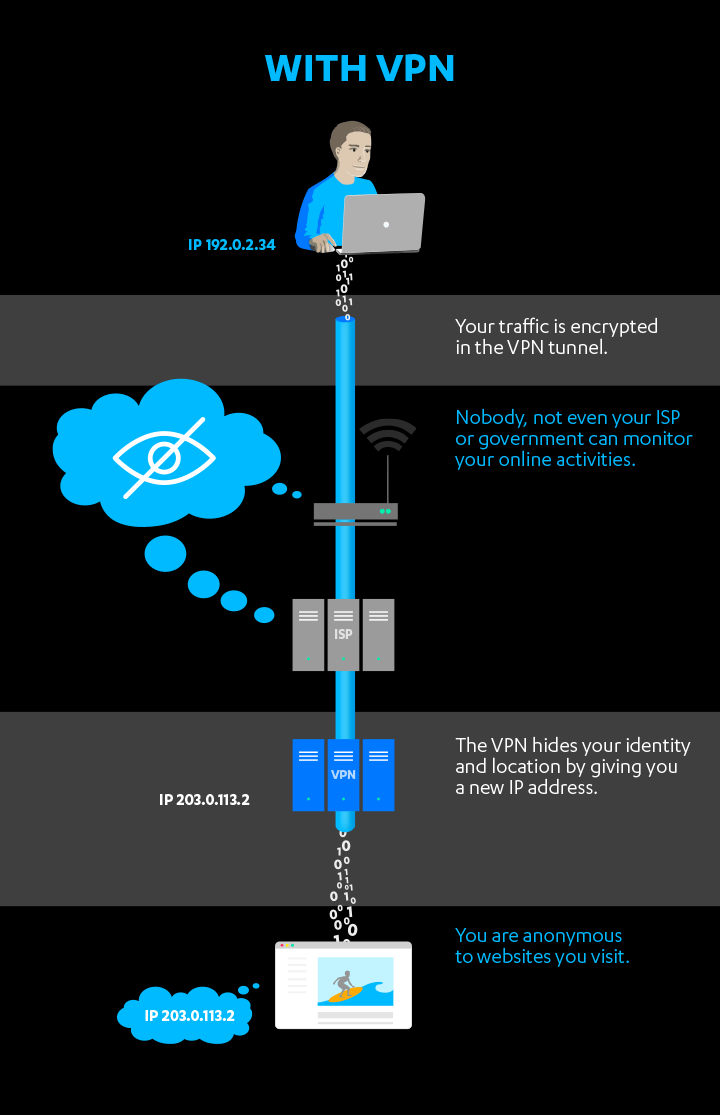 WITH VPN
IP 192.0.2.34
Your traffic is encrypted
in the VPN tunnel.
Nobody, not even your ISP
or government can monitor
your online activities.
ISP
The VPN hides your identity
and location by giving you
a new IP address.
VPN
IP 203.0.113.2
You are anonymous
to websites you visit.
IP 203.0.113.2